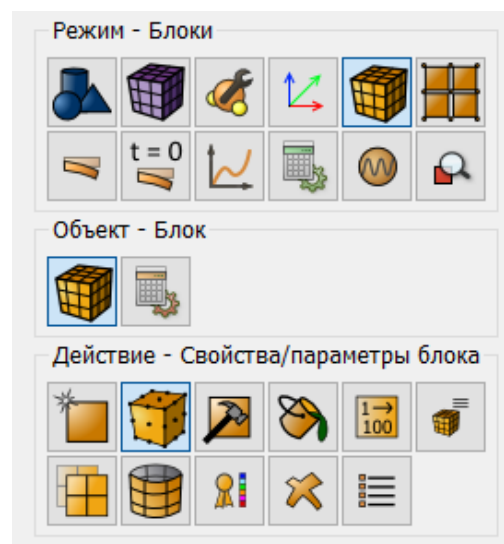 Режим - Блоки
t = 0
Объект - Блок
Действие - Свойства/параметры блока
1→
100